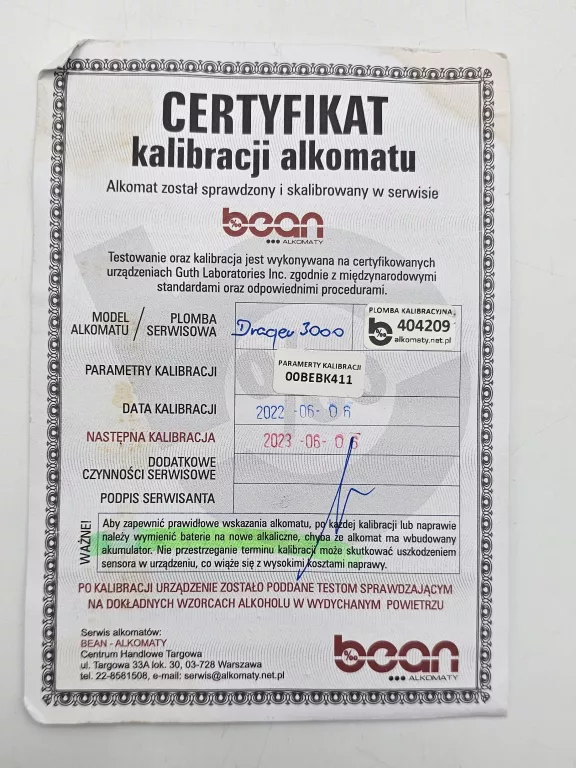 CERTYFIKAT
kalibracji alkomatu
Alkomat został sprawdzony i skalibrowany w serwisie
bean
‰
ALKOMATY
Testowanie oraz kalibracja jest wykonywana na certyfikowanych
urządzeniach Guth Laboratories Inc. zgodnie z międzynarodowymi
standardami oraz odpowiednimi procedurami.
MODEL ALKOMATU / PLOMBA SERWISOWA
Drager 3000
PLOMBA KALIBRACYJNA
404209
alkomaty.net.pl
PARAMETRY KALIBRACJI
PARAMERTY KALIBRACJI
00BEBK411
DATA KALIBRACJI 2022-06-06
NASTĘPNA KALIBRACJA 2023-06-06
DODATKOWE
CZYNNOŚCI SERWISOWE
PODPIS SERWISANTA
WAŻNE!
Aby zapewnić prawidłowe wskazania alkomatu, po każdej kalibracji lub naprawie
należy wymienić baterie na nowe alkaliczne, chyba że alkomat ma wbudowany
akumulator. Nie przestrzeganie terminu kalibracji może skutkować uszkodzeniem
sensora w urządzeniu, co wiąże się z wysokimi kosztami naprawy.
PO KALIBRACJI URZĄDZENIE ZOSTAŁO PODDANE TESTOM SPRAWDZAJĄCYM
NA DOKŁADNYCH WZORCACH ALKOHOLU W WYDYCHANYM POWIETRZU
Serwis alkomatów:
BEAN - ALKOMATY
Centrum Handlowe Targowa
ul. Targowa 33A lok. 30, 03-728 Warszawa
tel. 22-8581508, e-mail: serwis@alkomaty.net.pl
bean
‰
ALKOMATY